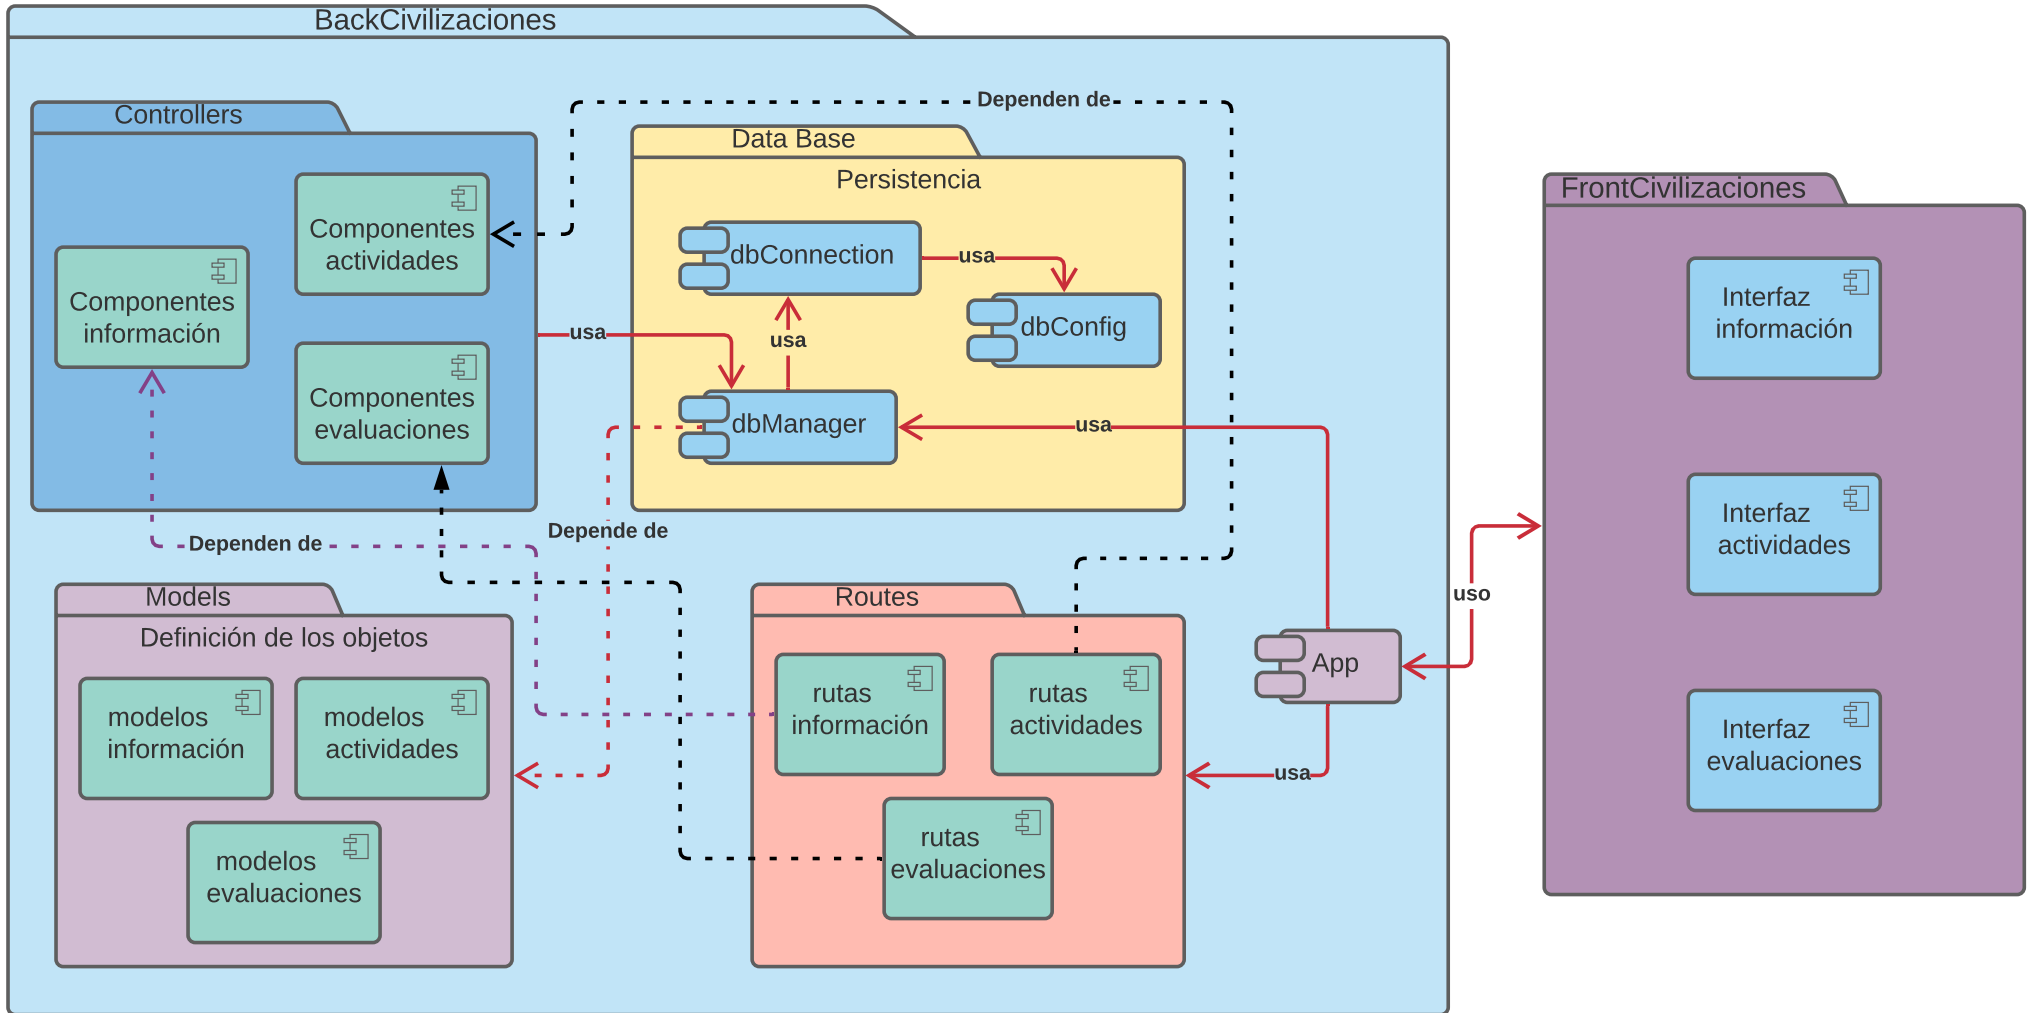 BackCivilizaciones
Controllers
Componentes
actividades
Componentes
información
Componentes
evaluaciones
Dependen de
Data Base
Persistencia
dbConnection
usa
dbConfig
usa
usa
dbManager
usa
Dependen de
Depende de
Models
Definición de los objetos
modelos
información
modelos
actividades
modelos
evaluaciones
Routes
rutas
información
rutas
actividades
rutas
evaluaciones
App
usa
uso
FrontCivilizaciones
Interfaz
información
Interfaz
actividades
Interfaz
evaluaciones